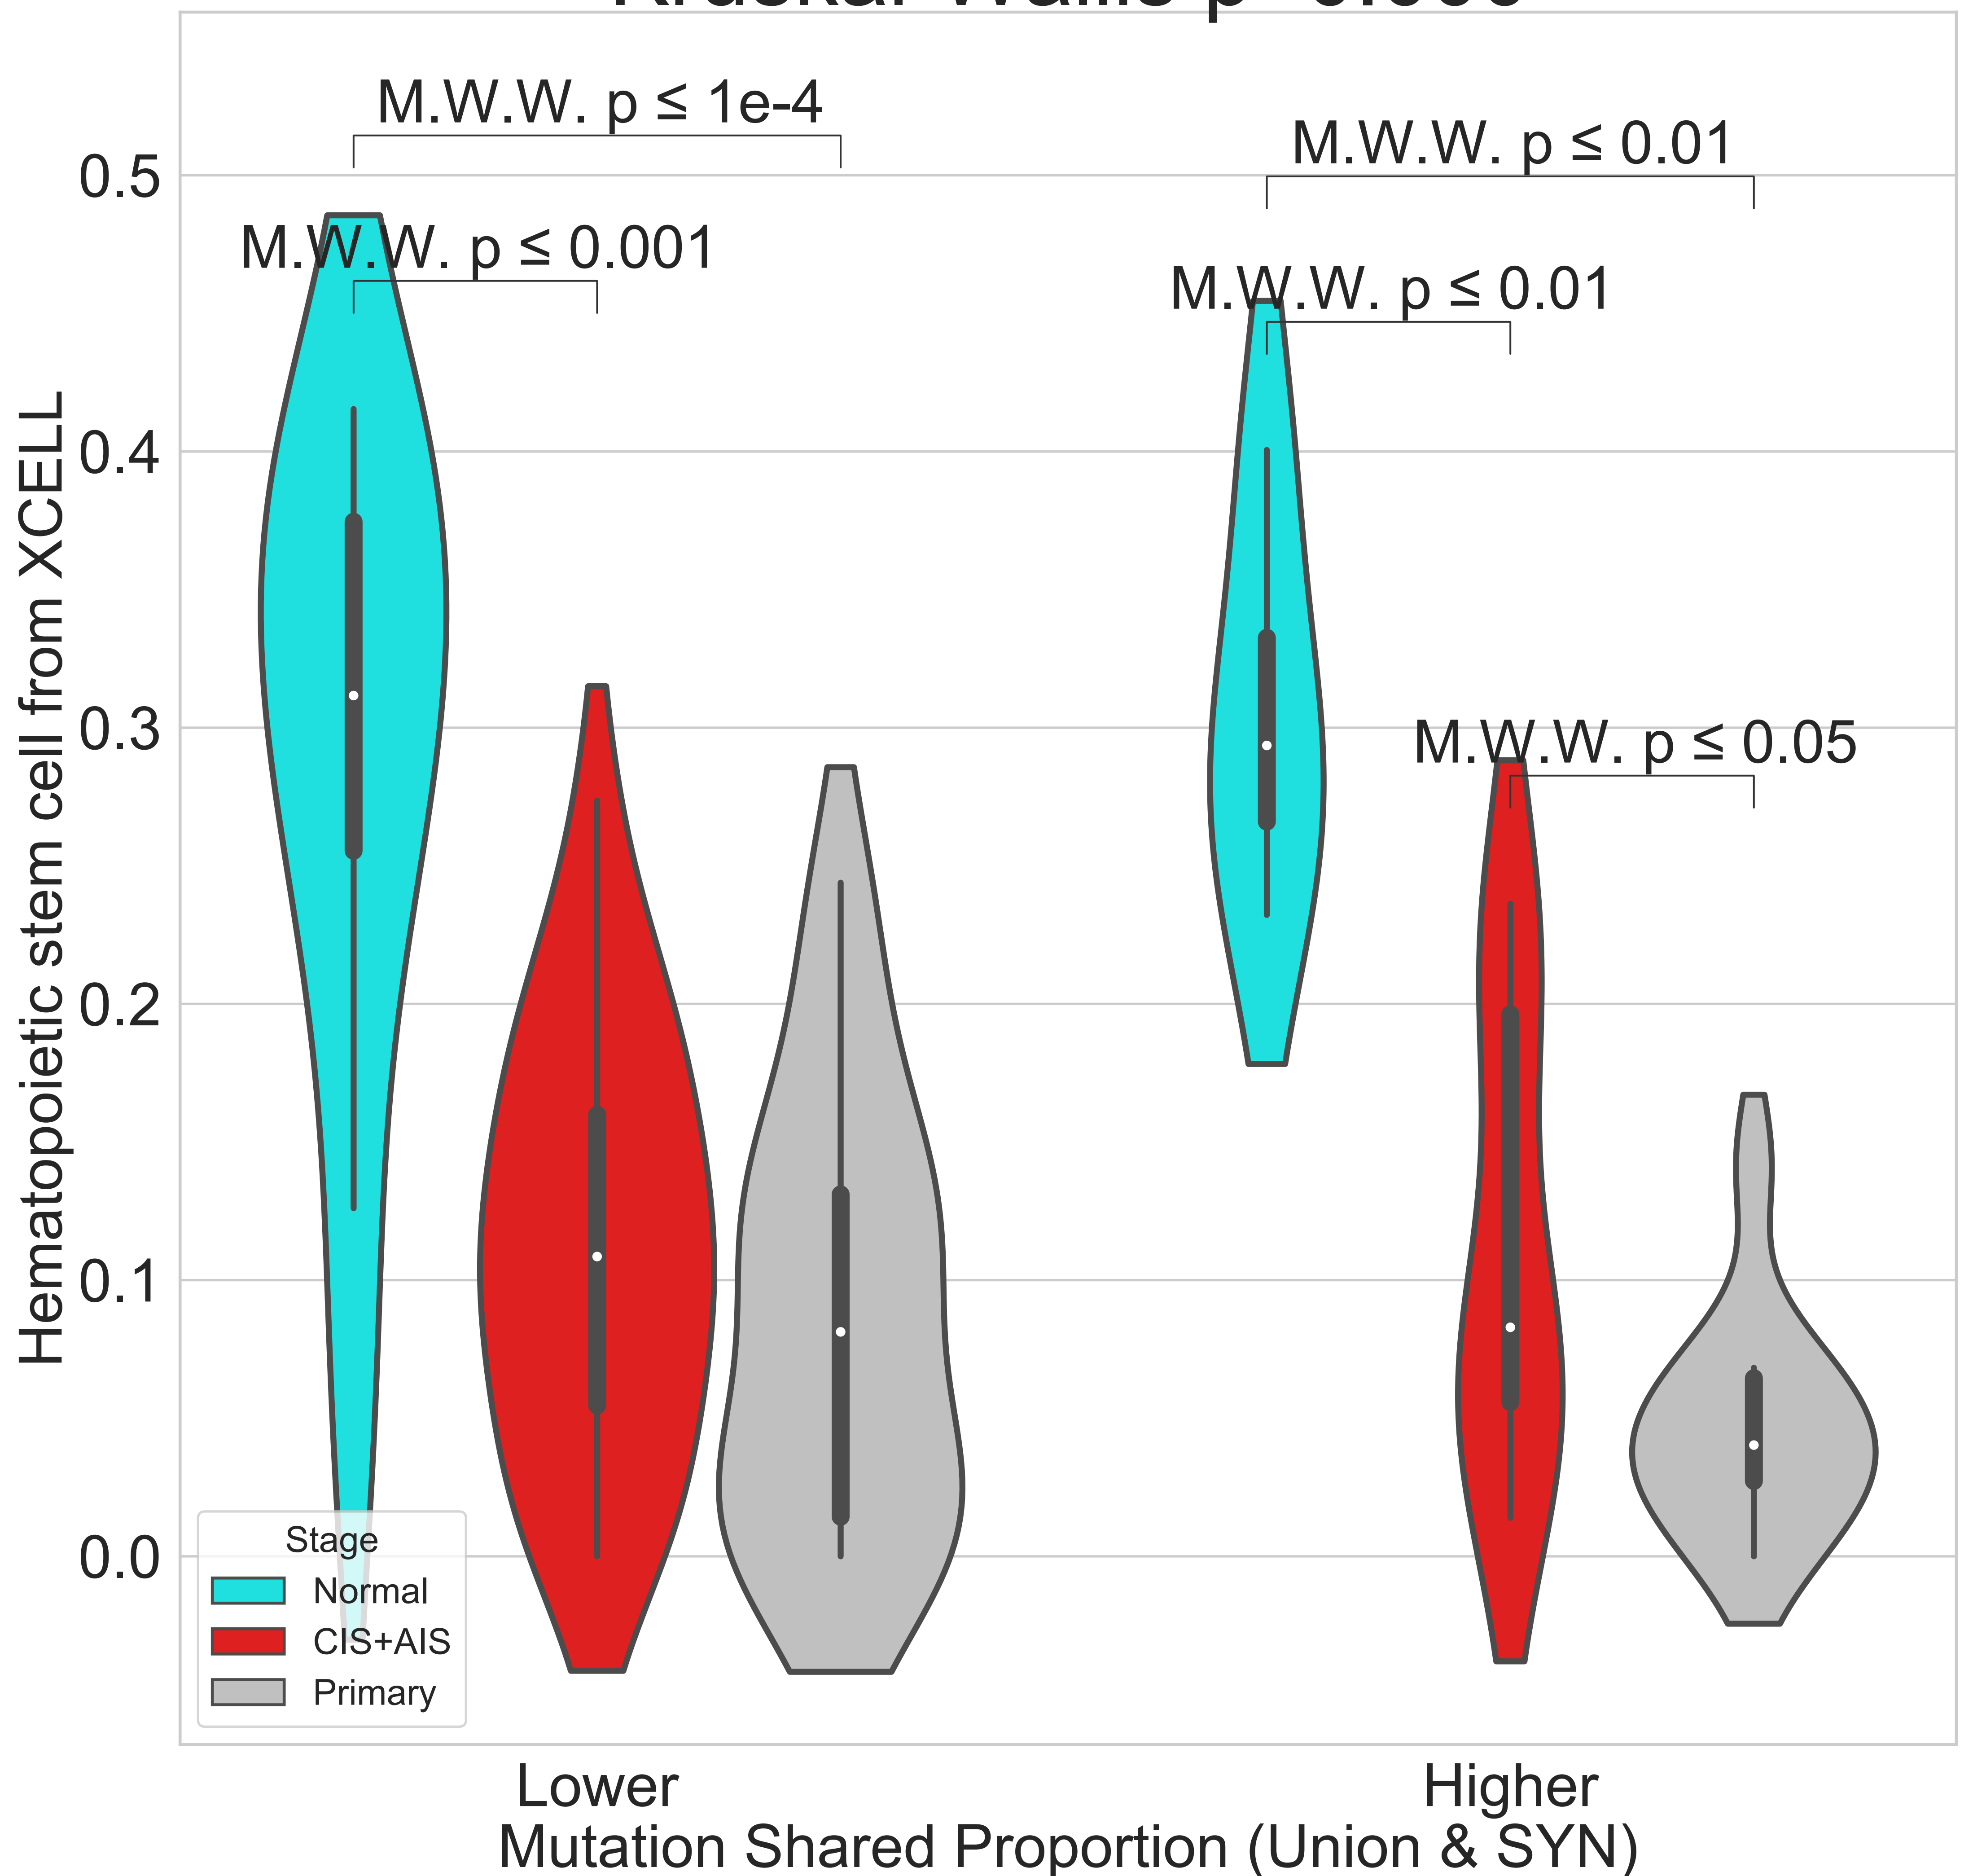 M.W.W. p ≤ 1e-4
M.W.W. p ≤ 0.01
M.W.W. p ≤ 0.001
M.W.W. p ≤ 0.01
M.W.W. p ≤ 0.05
Hematopoietic stem cell from XCELL
0.5
0.4
0.3
0.2
0.1
0.0
Stage
Normal
CIS+AIS
Primary
Lower
Higher
Mutation Shared Proportion (Union & SYN)